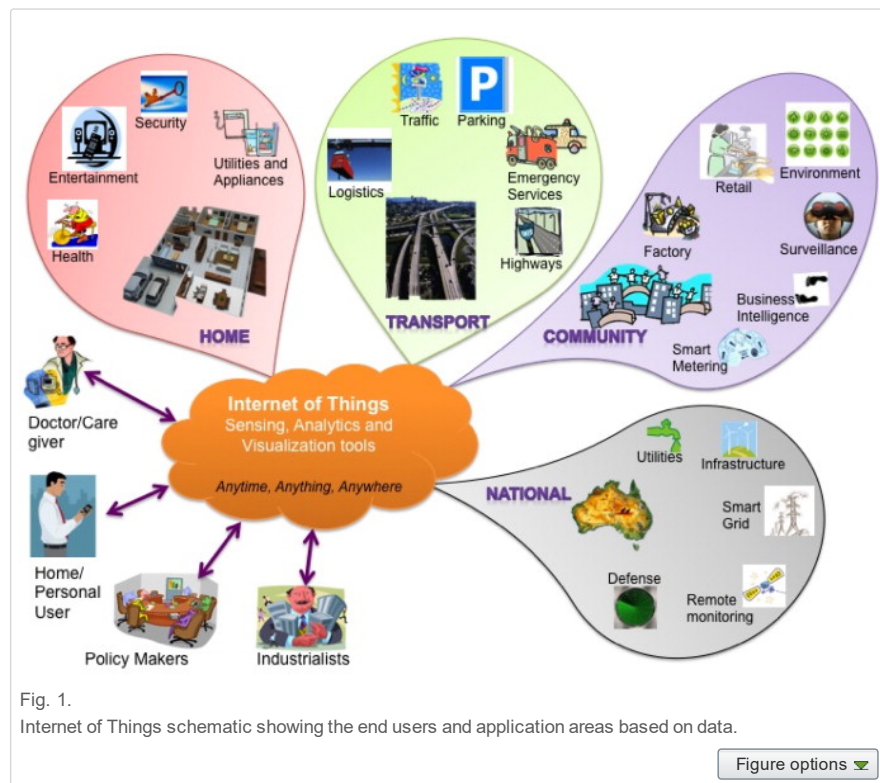 Security
Entertainment
Utilities and
Appliances
Health
HOME
Traffic
P
Parking
Logistics
Emergency
Services
Highways
TRANSPORT
Retail
Environment
Factory
Surveillance
Business
Intelligence
COMMUNITY
Smart
Metering
Doctor/Care
giver
Internet of Things
Sensing, Analytics and
Visualization tools
Anytime, Anything, Anywhere
Home/
Personal
User
Policy Makers
Industrialists
NATIONAL
Utilities
Infrastructure
Smart
Grid
Defense
Remote
monitoring
Fig. 1.
Internet of Things schematic showing the end users and application areas based on data.
Figure options